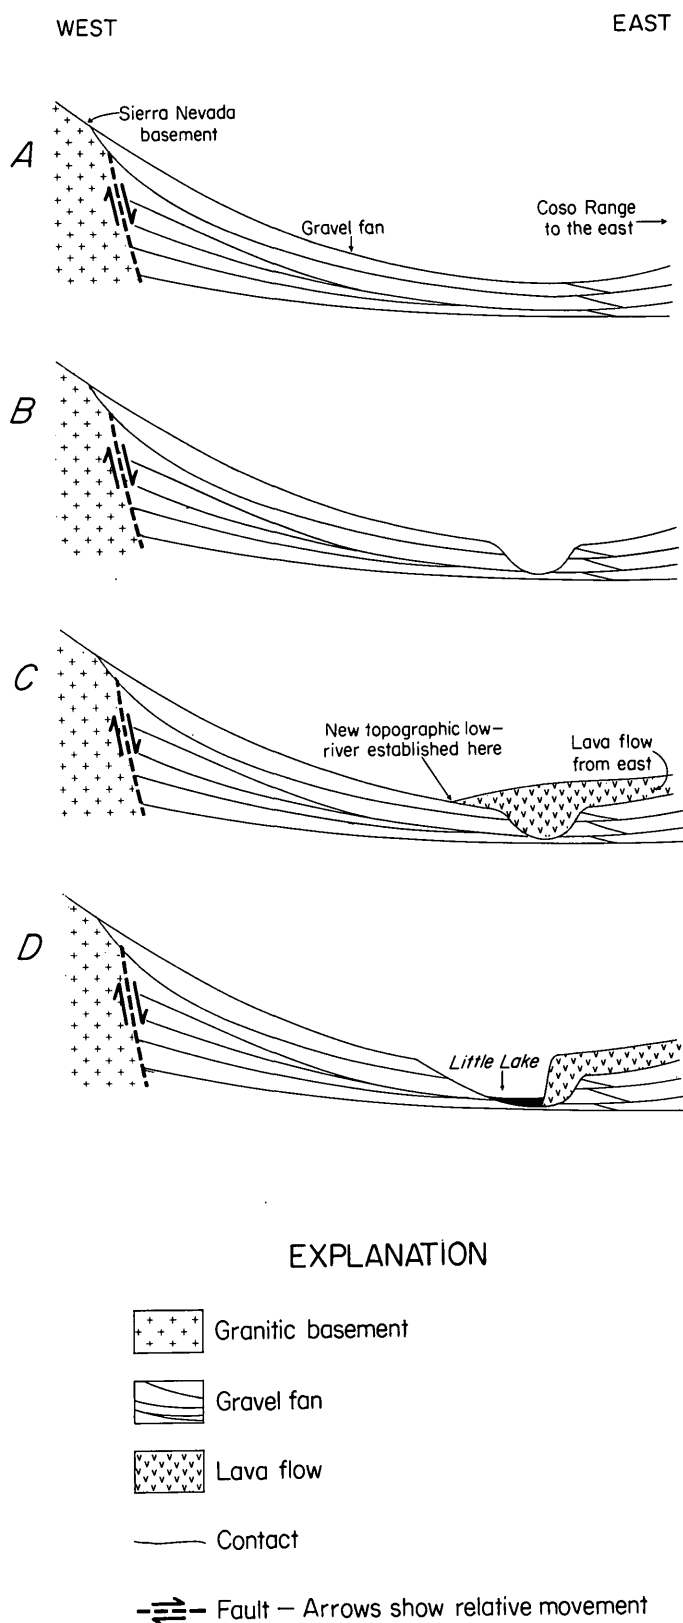 WEST
EAST
A
Sierra Nevada
basement
Gravel fan
Coso Range
to the east
B
C
New topographic low—
river established here
Lava flow
from east
D
Little Lake
EXPLANATION
Granitic basement
Gravel fan
Lava flow
Contact
Fault — Arrows show relative movement